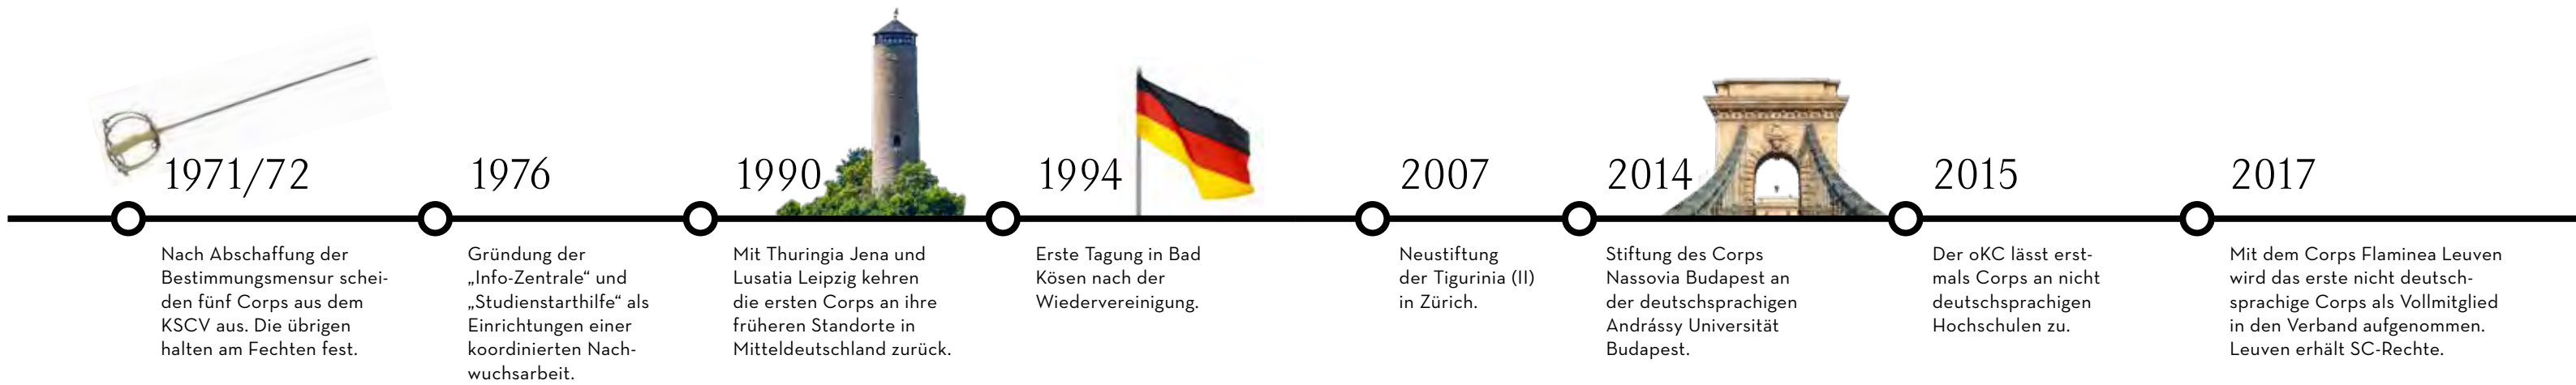 1971/72
Nach Abschaffung der
Bestimmungsmensur schei-
den fünf Corps aus dem
KSCV aus. Die übrigen
halten am Fechten fest.
1976
Gründung der
„Info-Zentrale“ und
„Studienstarthilfe“ als
Einrichtungen einer
koordinierten Nach-
wuchsarbeit.
1990
Mit Thuringia Jena und
Lusatia Leipzig kehren
die ersten Corps an ihre
früheren Standorte in
Mitteldeutschland zurück.
1994
Erste Tagung in Bad
Kösen nach der
Wiedervereinigung.
2007
Neustiftung
der Tigurinia (II)
in Zürich.
2014
Stiftung des Corps
Nassovia Budapest an
der deutschsprachigen
Andrássy Universität
Budapest.
2015
Der oKC lässt erst-
mals Corps an nicht
deutschsprachigen
Hochschulen zu.
2017
Mit dem Corps Flaminea Leuven
wird das erste nicht deutsch-
sprachige Corps als Vollmitglied
in den Verband aufgenommen.
Leuven erhält SC-Rechte.